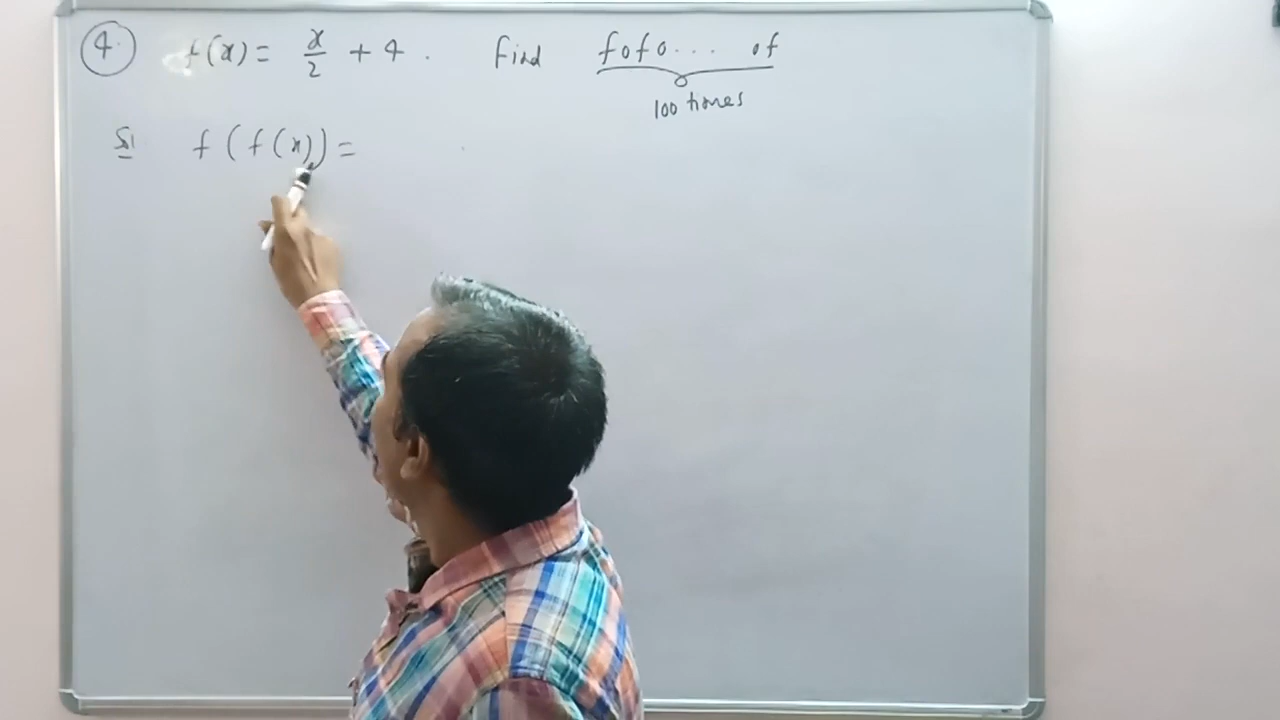 4. f(x) = x/2 + 4 . Find fofo... of
100 times
Sol f(f(x)) =